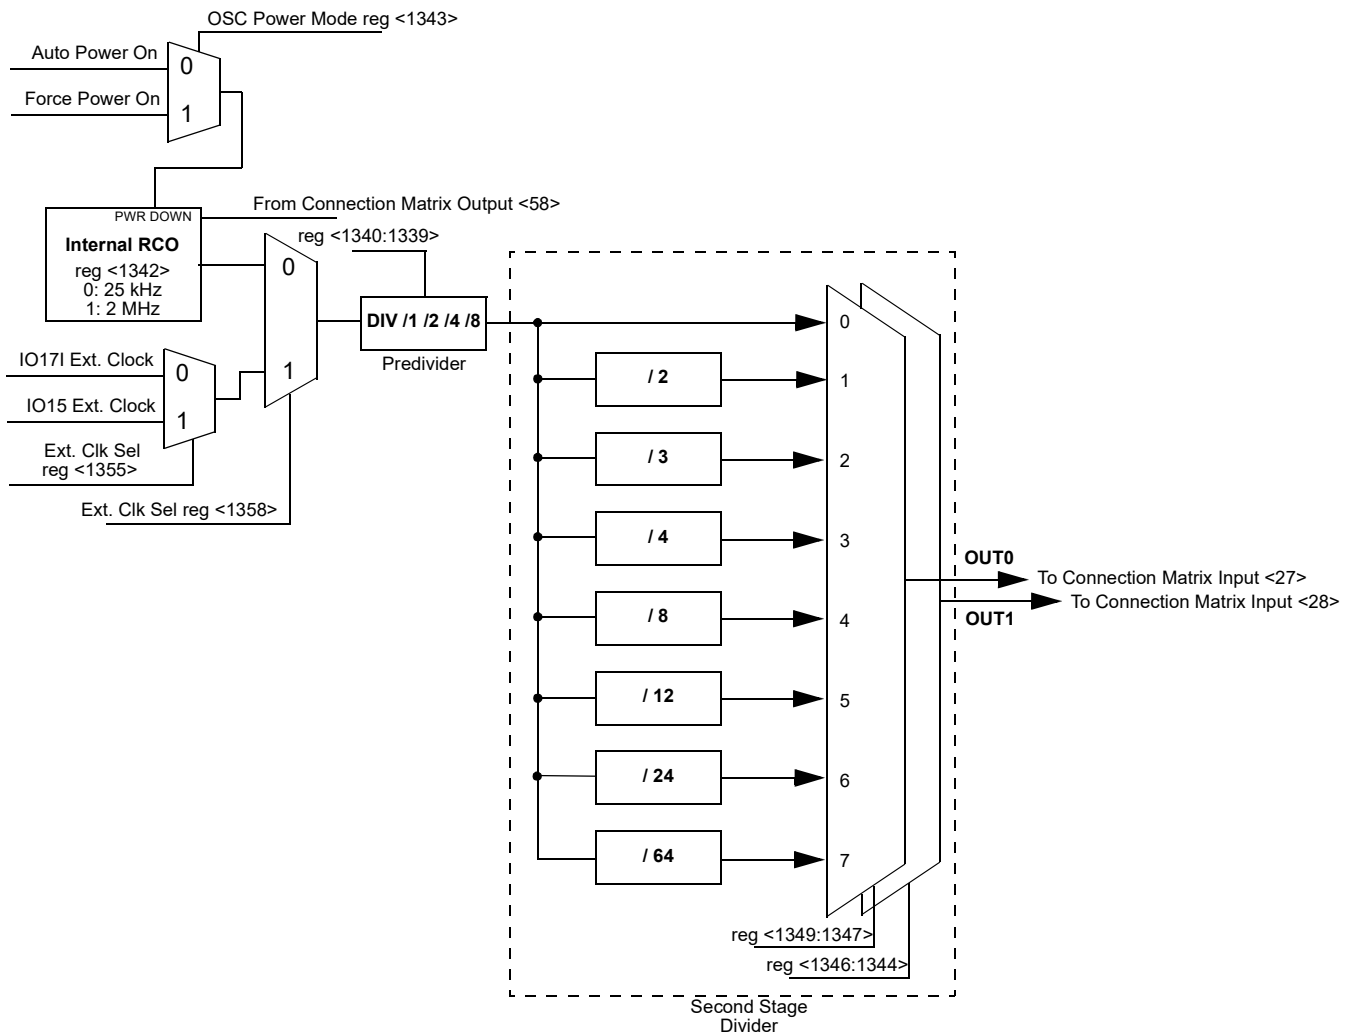 OSC Power Mode reg <1343>
Auto Power On
0
Force Power On
1
PWR DOWN
From Connection Matrix Output <58>
Internal RCO
reg <1342>
0: 25 kHz
1: 2 MHz
reg <1340:1339>
0
DIV /1 /2 /4 /8
Predivider
0
IO17I Ext. Clock
0
1
/ 2
1
IO15 Ext. Clock
1
Ext. Clk Sel
reg <1355>
/ 3
2
Ext. Clk Sel reg <1358>
/ 4
3
OUT0
To Connection Matrix Input <27>
To Connection Matrix Input <28>
OUT1
/ 8
4
/ 12
5
/ 24
6
/ 64
7
reg <1349:1347>
reg <1346:1344>
Second Stage
Divider